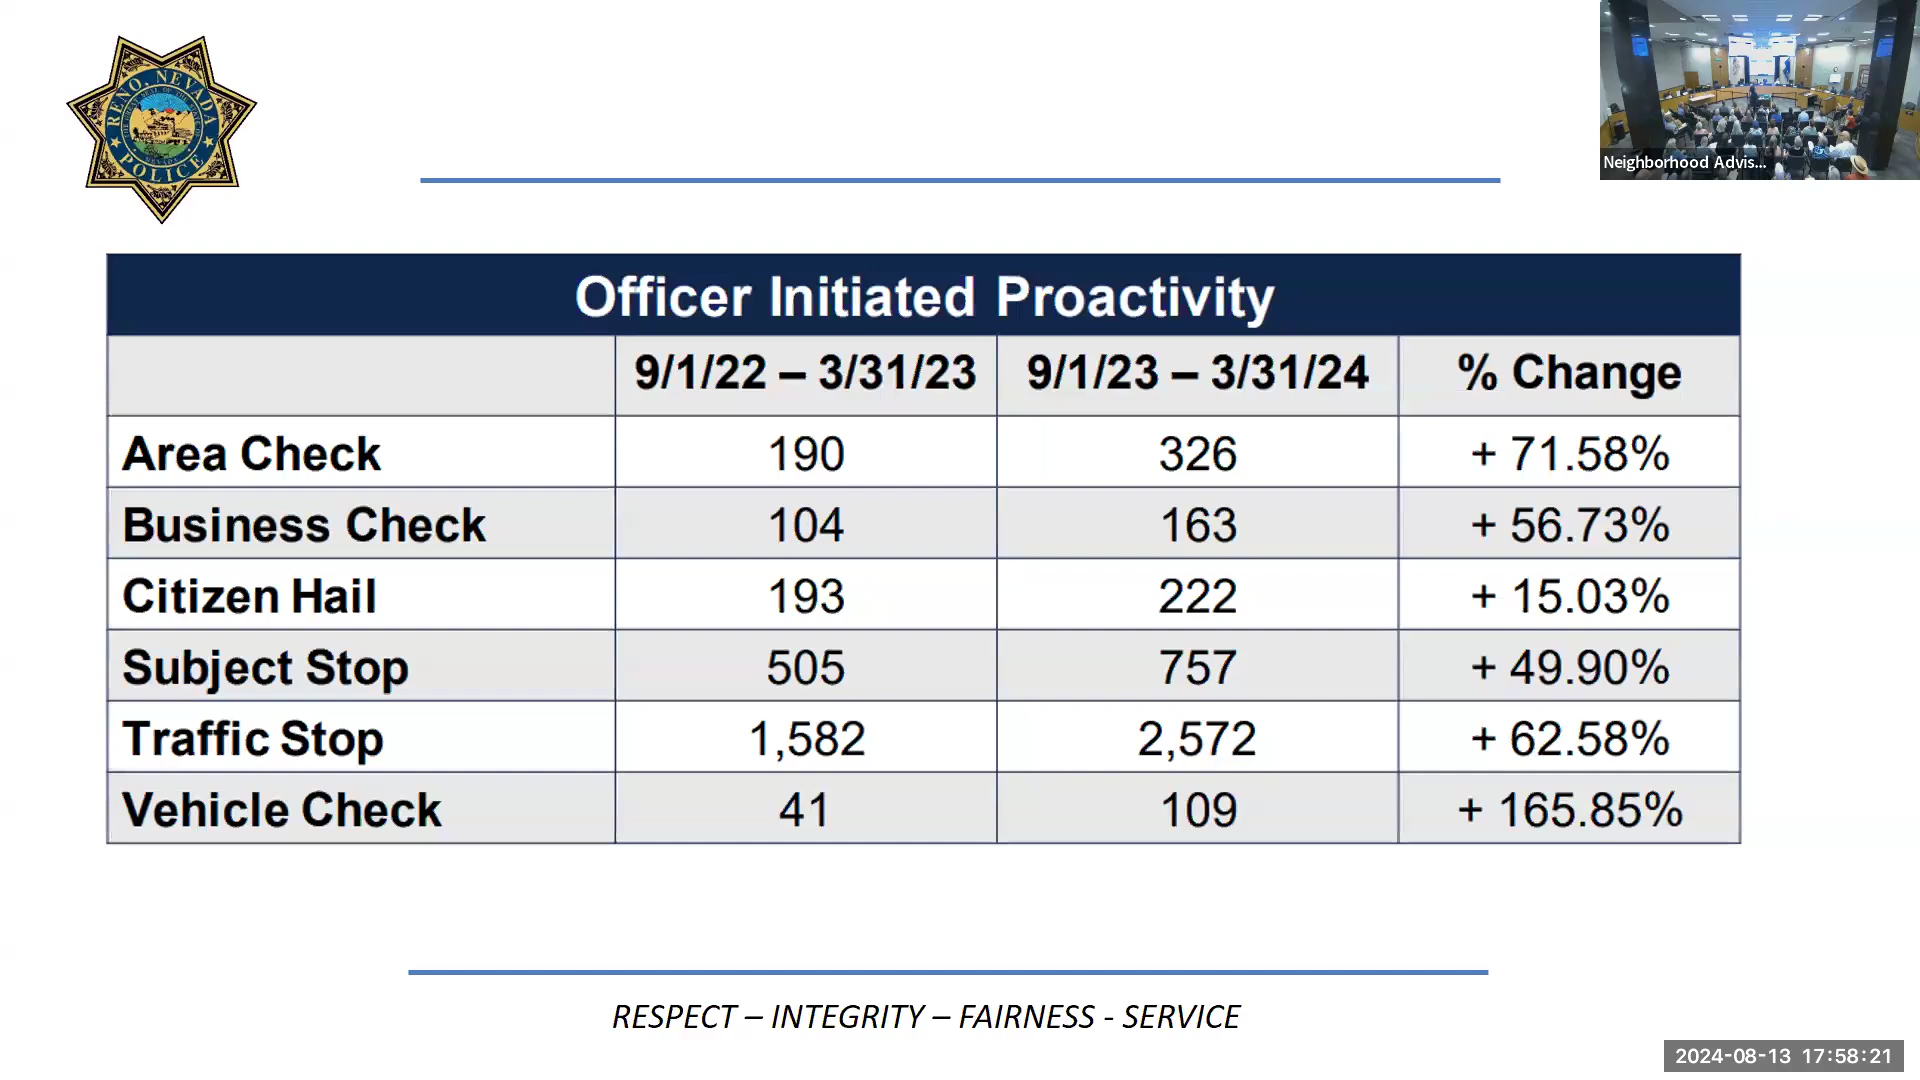 RENO, NEVADA
POLICE
Neighborhood Advis...
Officer Initiated Proactivity
9/1/22 – 3/31/23 9/1/23 – 3/31/24 % Change
Area Check 190 326 + 71.58%
Business Check 104 163 + 56.73%
Citizen Hail 193 222 + 15.03%
Subject Stop 505 757 + 49.90%
Traffic Stop 1,582 2,572 + 62.58%
Vehicle Check 41 109 + 165.85%
RESPECT – INTEGRITY – FAIRNESS - SERVICE
2024-08-13 17:58:21